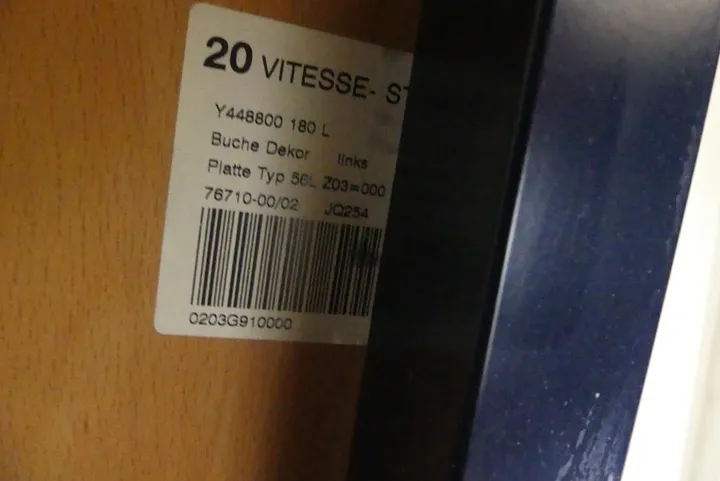 20 VITESSE- ST
Y448800 180 L
Buche Dekor links
Platte Typ 56L Z03=000
76710-00/02 JQ254
0203G910000